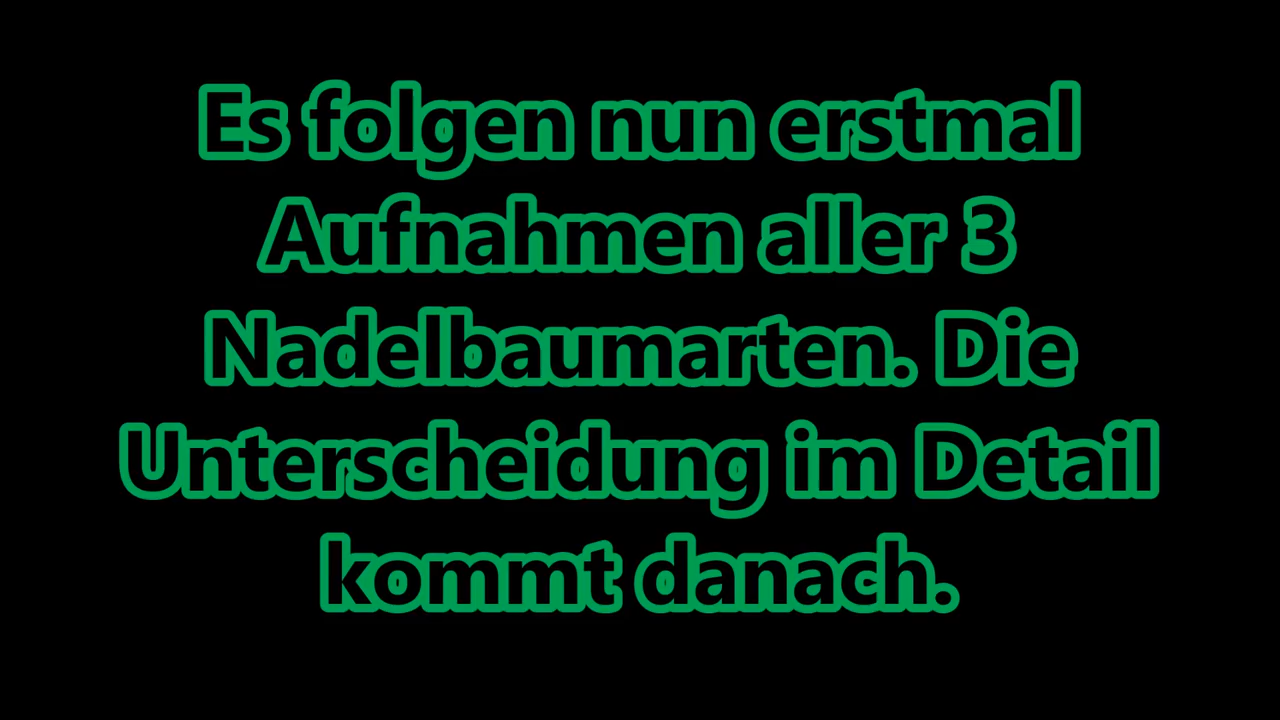 Es folgen nun erstmal
Aufnahmen aller 3
Nadelbaumarten. Die
Unterscheidung im Detail
kommt danach.